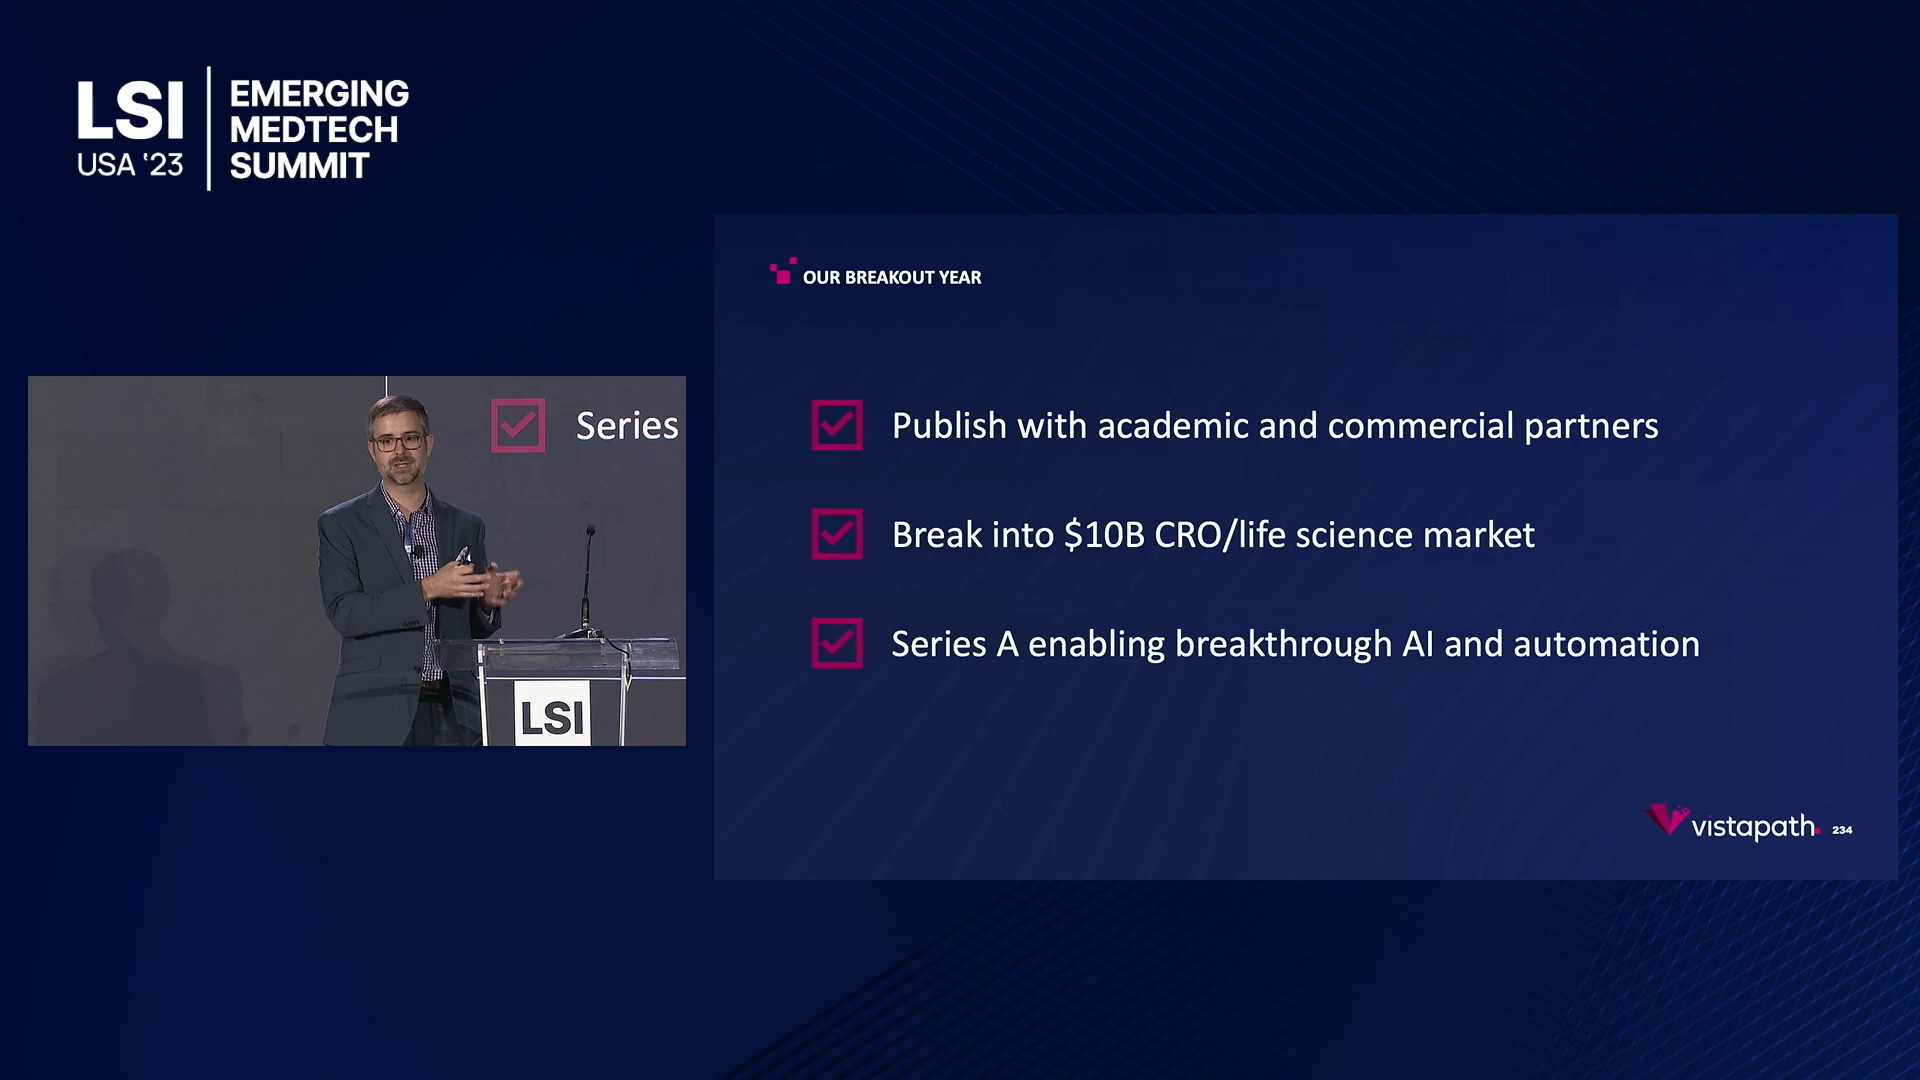 LSI
USA '23
EMERGING
MEDTECH
SUMMIT
OUR BREAKOUT YEAR
Publish with academic and commercial partners
Break into $10B CRO/life science market
Series A enabling breakthrough AI and automation
Series
LSI
vistapath
234